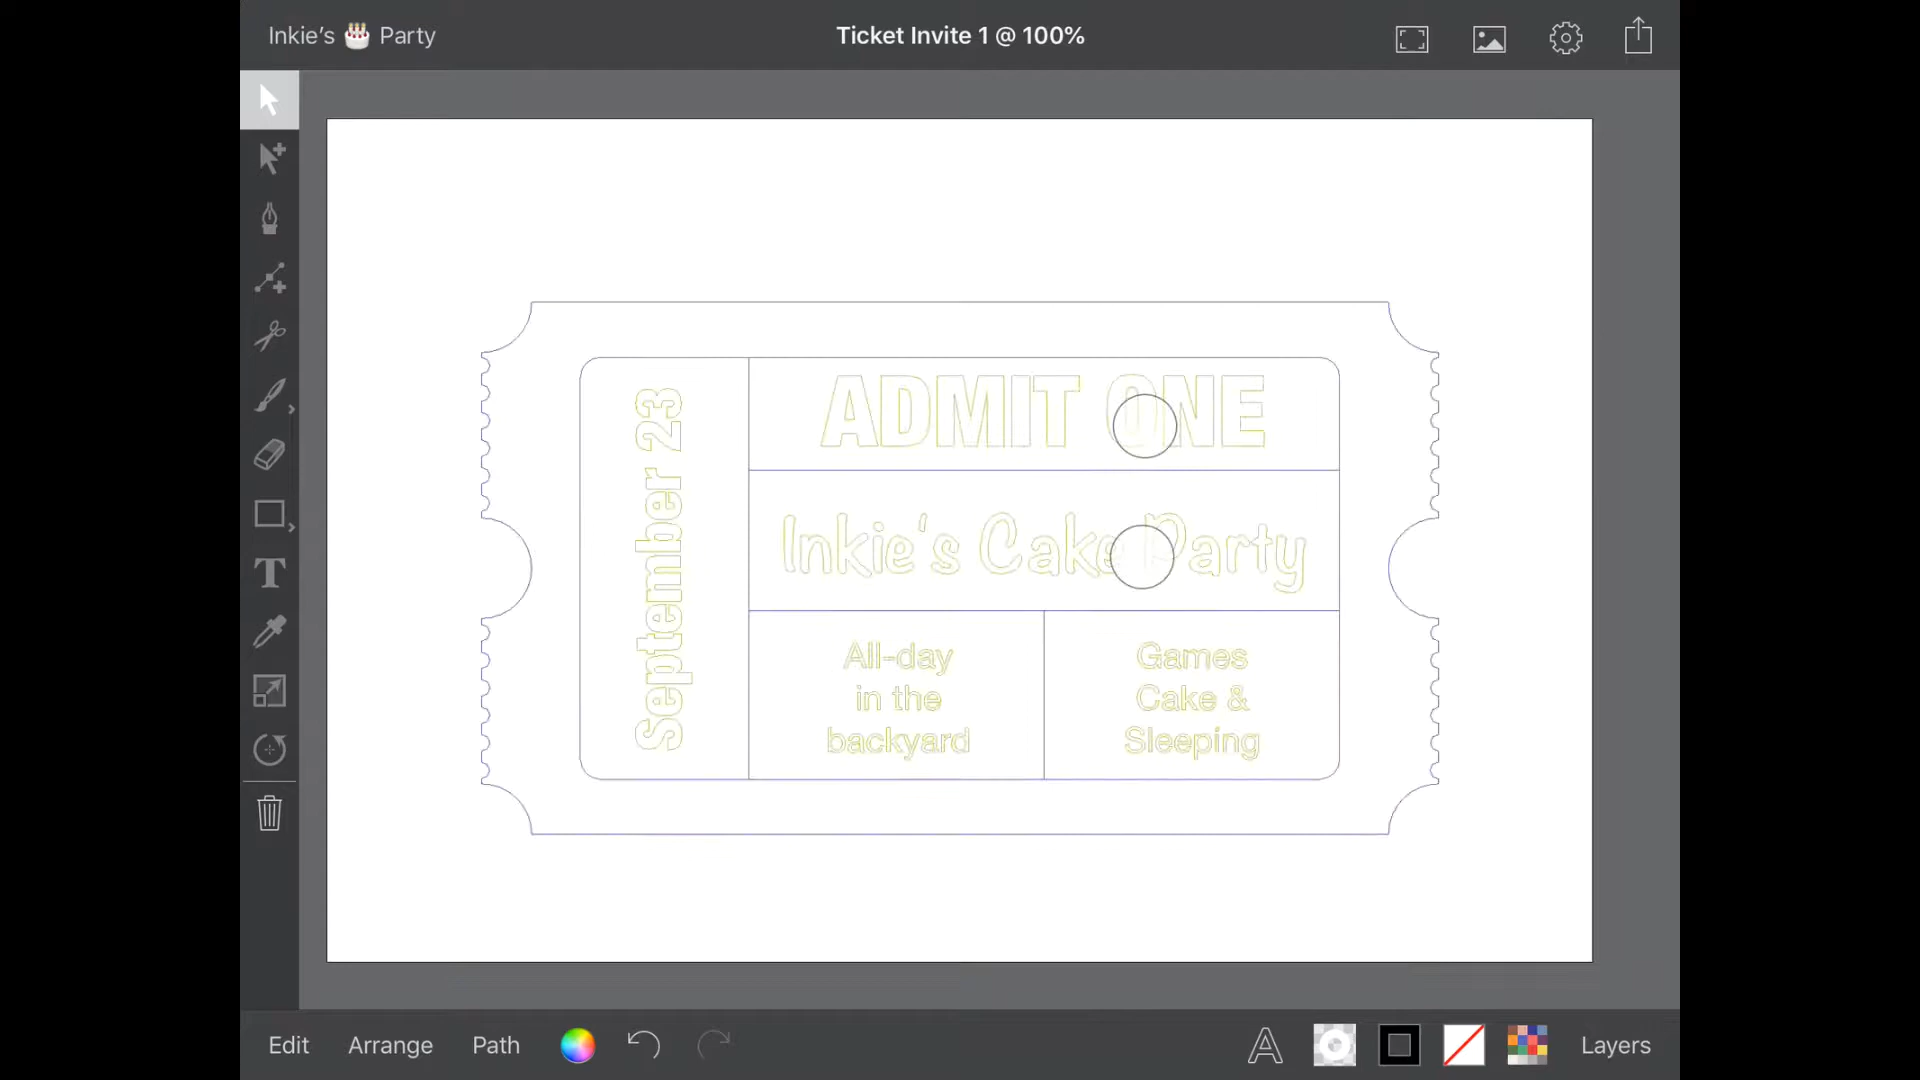 Inkie's 🎂 Party
Ticket Invite 1 @ 100%
September 23
ADMIT ONE
Inkie's Cake Party
All-day
in the
backyard
Games
Cake &
Sleeping
T
Edit
Arrange
Path
A
Layers